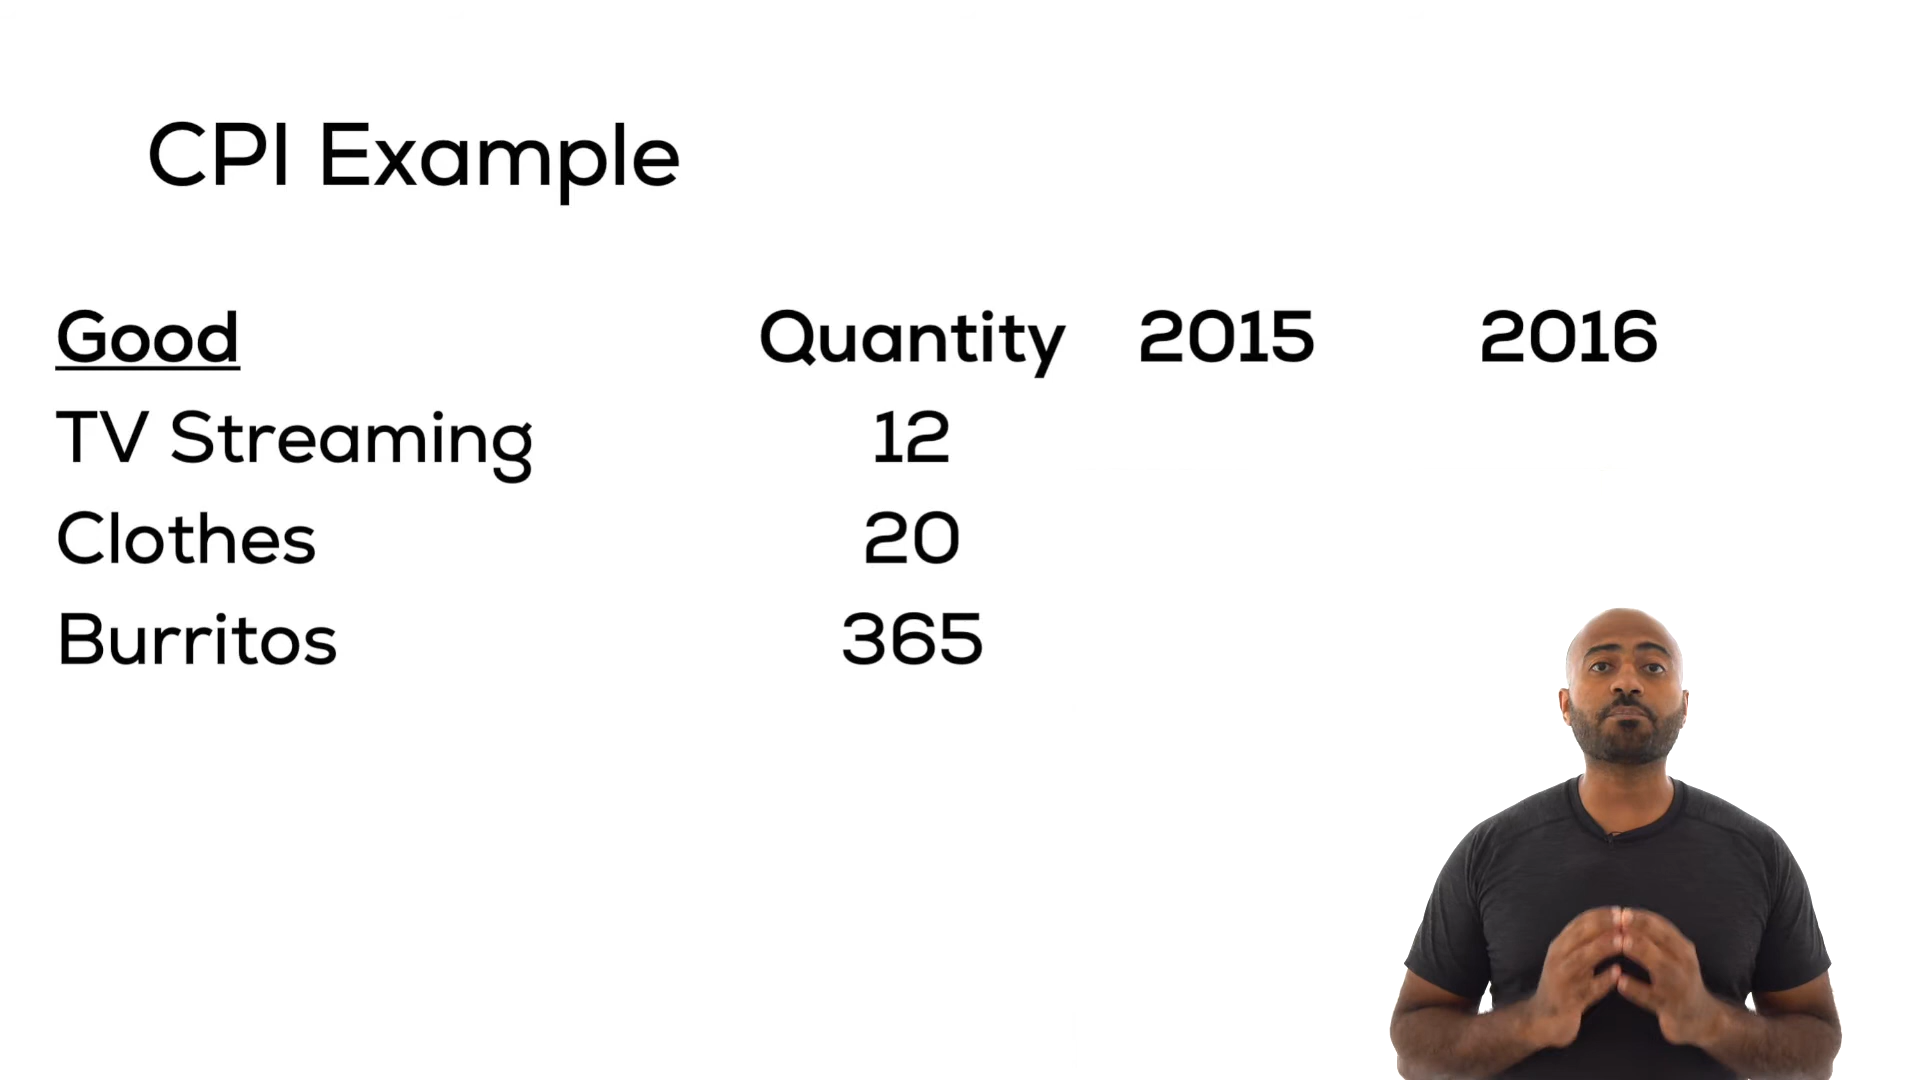 CPI Example
Good Quantity 2015 2016
TV Streaming 12
Clothes 20
Burritos 365